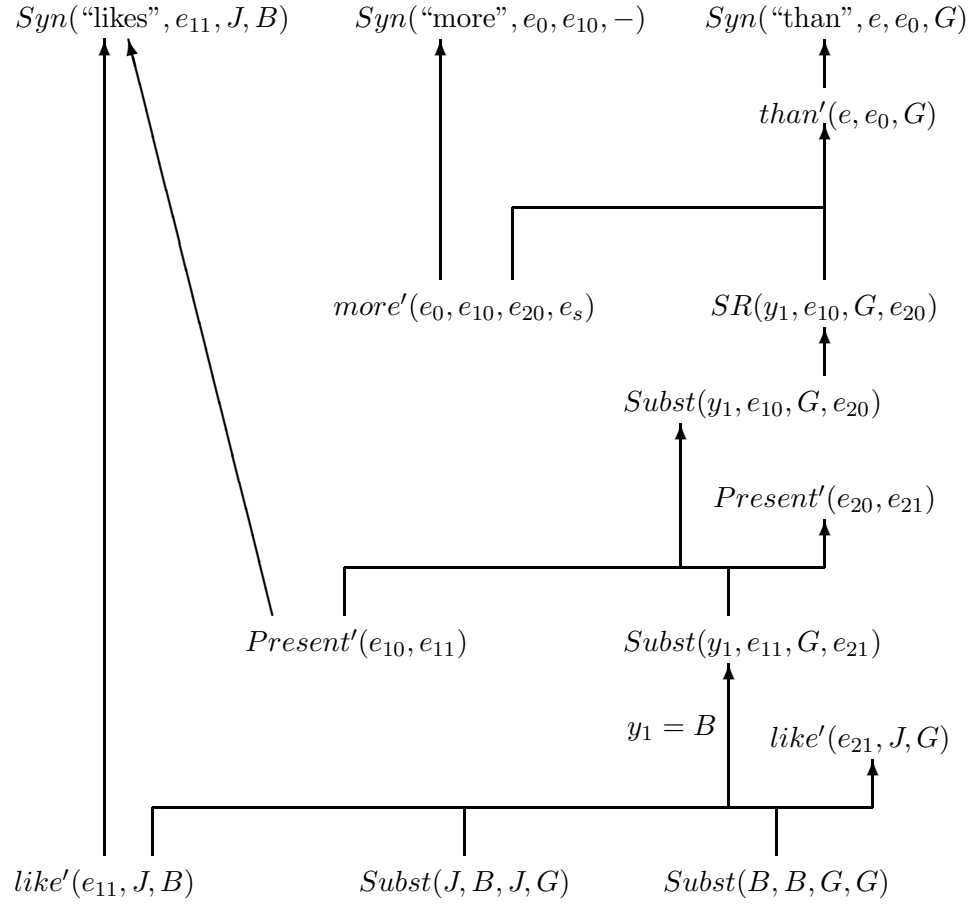 Syn(“likes”, e₁₁, J, B) Syn(“more”, e₀, e₁₀, −) Syn(“than”, e, e₀, G)
than′(e, e₀, G)
more′(e₀, e₁₀, e₂₀, eₛ) SR(y₁, e₁₀, G, e₂₀)
Subst(y₁, e₁₀, G, e₂₀)
Present′(e₂₀, e₂₁)
Present′(e₁₀, e₁₁) Subst(y₁, e₁₁, G, e₂₁)
y₁ = B
like′(e₂₁, J, G)
like′(e₁₁, J, B) Subst(J, B, J, G) Subst(B, B, G, G)